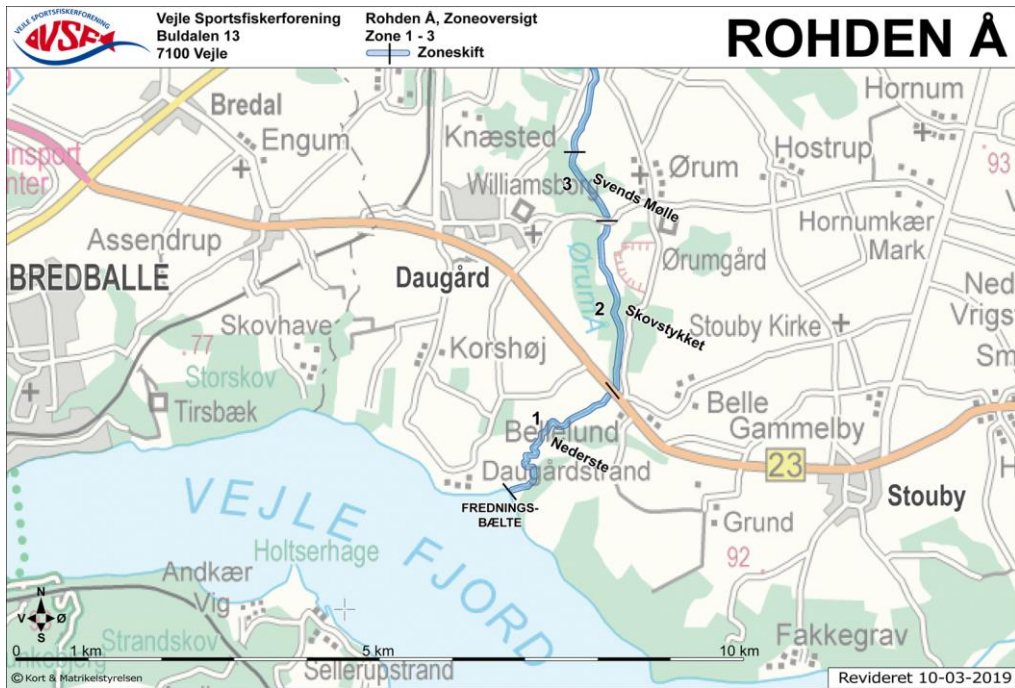 VEJLE SPORTSFISKERFORENING
VSF
Vejle Sportsfiskerforening
Buldalen 13
7100 Vejle
Rohden Å, Zoneoversigt
Zone 1 - 3
Zoneskift
ROHDEN Å
Bredal
Engum
Knæsted
Hornum
Hostrup
93
Ørum
3
Svends Mølle
Williamsborg
Hornumkær
Mark
Assendrup
BREDBALLE
Daugård
Ørum Å
Ørumgård
2
Skovstykket
Stouby Kirke
Skovhave
77
Storskov
Tirsbæk
Korshøj
1
Bellelund
Nederste
Daugårdstrand
Belle
Gammelby
23
Stouby
FREDNINGS-
BÆLTE
Grund
92
VEJLE FJORD
Holtserhage
Andkær
Vig
N
V Ø
S
Strandskov
Sellerupstrand
Fakkegrav
0 1 km 5 km 10 km
© Kort & Matrikelstyrelsen
Revideret 10-03-2019